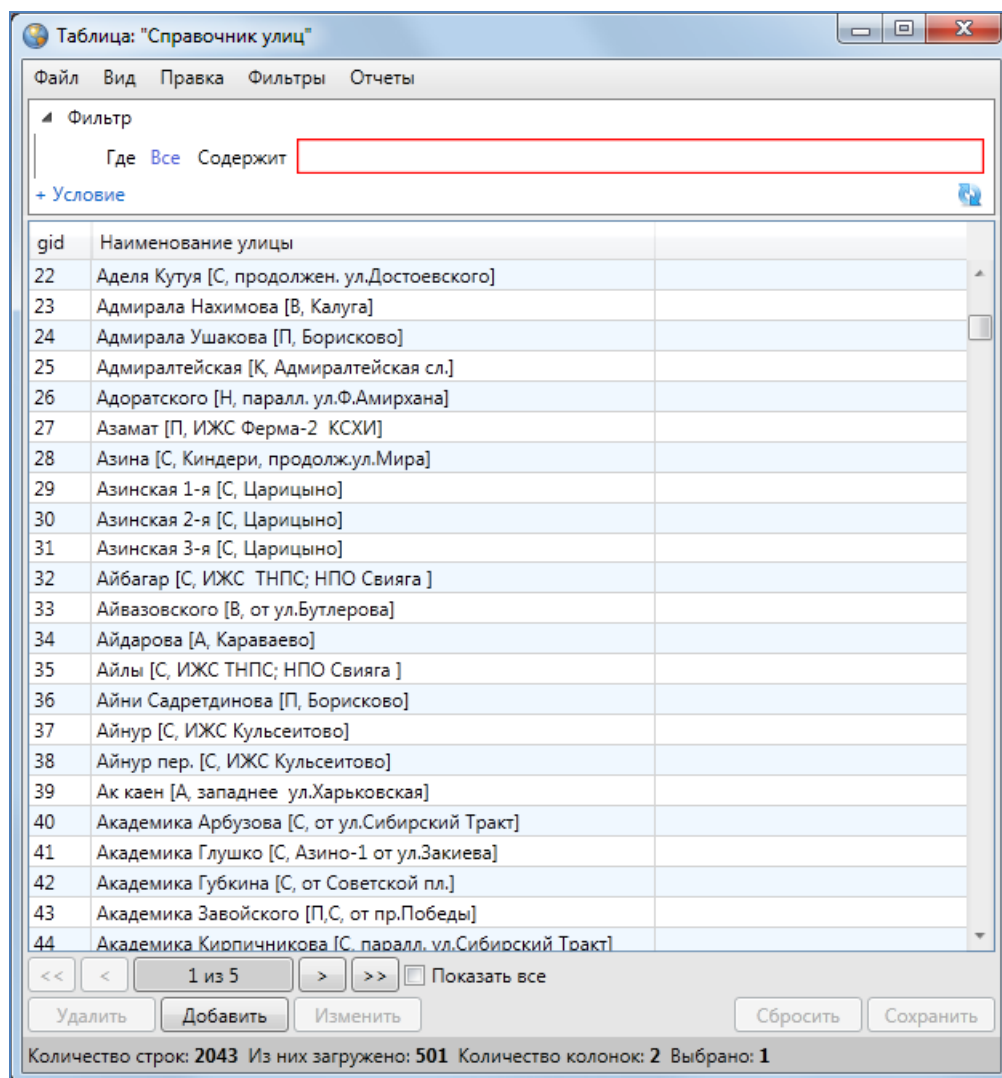 Таблица: "Справочник улиц"
Файл Вид Правка Фильтры Отчеты
Фильтр
Где Все Содержит
+ Условие
gid Наименование улицы
22 Аделя Кутуя [С, продолжен. ул.Достоевского]
23 Адмирала Нахимова [В, Калуга]
24 Адмирала Ушакова [П, Борисково]
25 Адмиралтейская [К, Адмиралтейская сл.]
26 Адоратского [Н, паралл. ул.Ф.Амирхана]
27 Азамат [П, ИЖС Ферма-2  КСХИ]
28 Азина [С, Киндери, продолж.ул.Мира]
29 Азинская 1-я [С, Царицыно]
30 Азинская 2-я [С, Царицыно]
31 Азинская 3-я [С, Царицыно]
32 Айбагар [С, ИЖС  ТНПС; НПО Свияга ]
33 Айвазовского [В, от ул.Бутлерова]
34 Айдарова [А, Караваево]
35 Айлы [С, ИЖС ТНПС; НПО Свияга ]
36 Айни Садретдинова [П, Борисково]
37 Айнур [С, ИЖС Кульсеитово]
38 Айнур пер. [С, ИЖС Кульсеитово]
39 Ак каен [А, западнее  ул.Харьковская]
40 Академика Арбузова [С, от ул.Сибирский Тракт]
41 Академика Глушко [С, Азино-1 от ул.Закиева]
42 Академика Губкина [С, от Советской пл.]
43 Академика Завойского [П,С, от пр.Победы]
44 Академика Кирпичникова [С, паралл. ул.Сибирский Тракт]
<< < 1 из 5 > >> Показать все
Удалить Добавить Изменить Сбросить Сохранить
Количество строк: 2043 Из них загружено: 501 Количество колонок: 2 Выбрано: 1